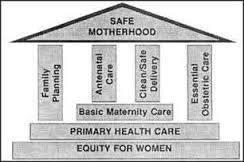 SAFE
MOTHERHOOD
Family
Planning
Antenatal
Care
Clean/Safe
Delivery
Essential
Obstetric Care
Basic Maternity Care
PRIMARY HEALTH CARE
EQUITY FOR WOMEN